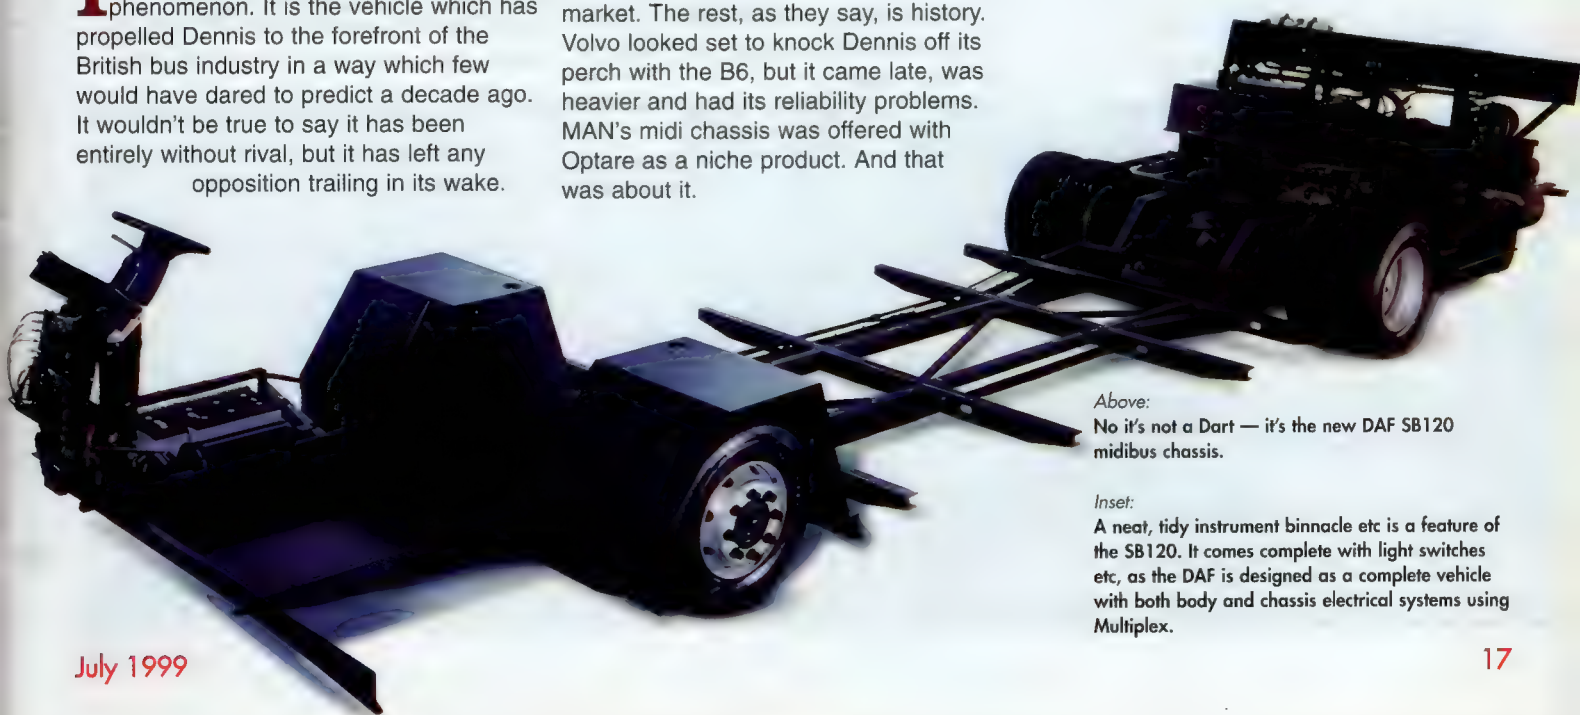 phenomenon. It is the vehicle which has
propelled Dennis to the forefront of the
British bus industry in a way which few
would have dared to predict a decade ago.
It wouldn't be true to say it has been
entirely without rival, but it has left any
opposition trailing in its wake.
market. The rest, as they say, is history.
Volvo looked set to knock Dennis off its
perch with the B6, but it came late, was
heavier and had its reliability problems.
MAN's midi chassis was offered with
Optare as a niche product. And that
was about it.
Above:
No it's not a Dart — it's the new DAF SB120
midibus chassis.
Inset:
A neat, tidy instrument binnacle etc is a feature of
the SB120. It comes complete with light switches
etc, as the DAF is designed as a complete vehicle
with both body and chassis electrical systems using
Multiplex.
July 1999
17